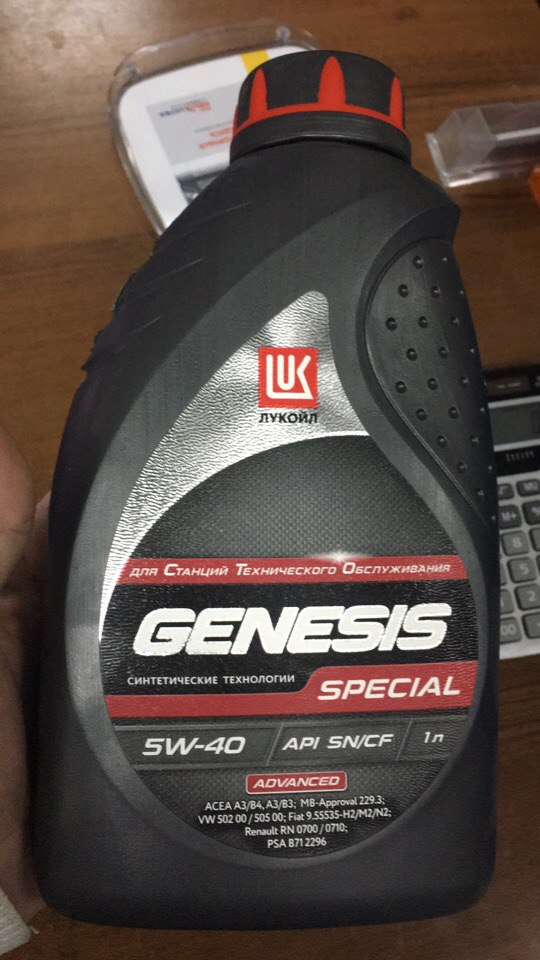 LUK
ЛУКОЙЛ
для Станций Технического Обслуживания
GENESIS
СИНТЕТИЧЕСКИЕ ТЕХНОЛОГИИ
SPECIAL
5W-40
API SN/CF
1л
ADVANCED
ACEA A3/B4, A3/B3; MB-Approval 229.3;
VW 502 00 / 505 00; Fiat 9.55535-H2/M2/N2;
Renault RN 0700 / 0710;
PSA B71 2296